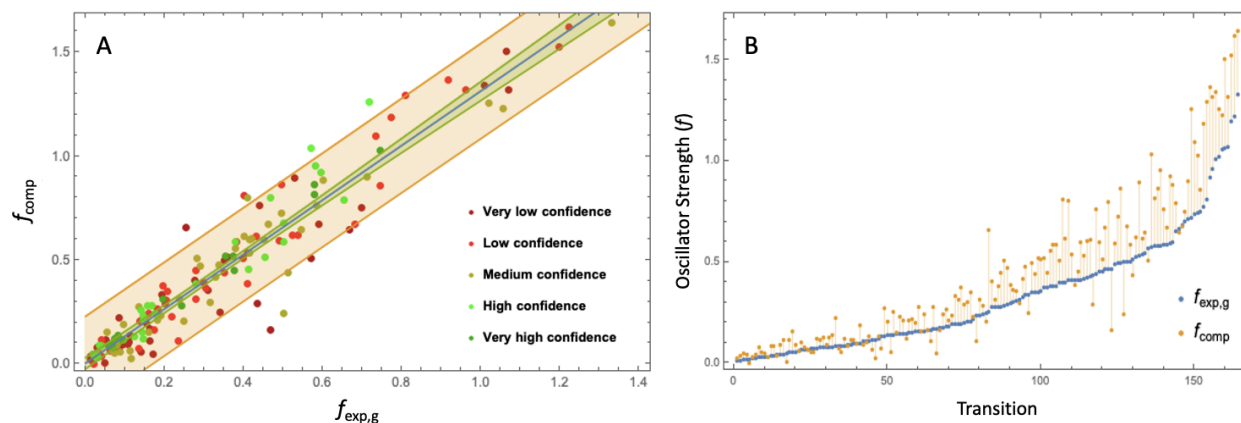 A
1.5
1.0
0.5
0.0
f_comp
Very low confidence
Low confidence
Medium confidence
High confidence
Very high confidence
0.0 0.2 0.4 0.6 0.8 1.0 1.2 1.4
f_exp,g
B
1.5
1.0
0.5
0.0
Oscillator Strength (f)
f_exp,g
f_comp
0 50 100 150
Transition